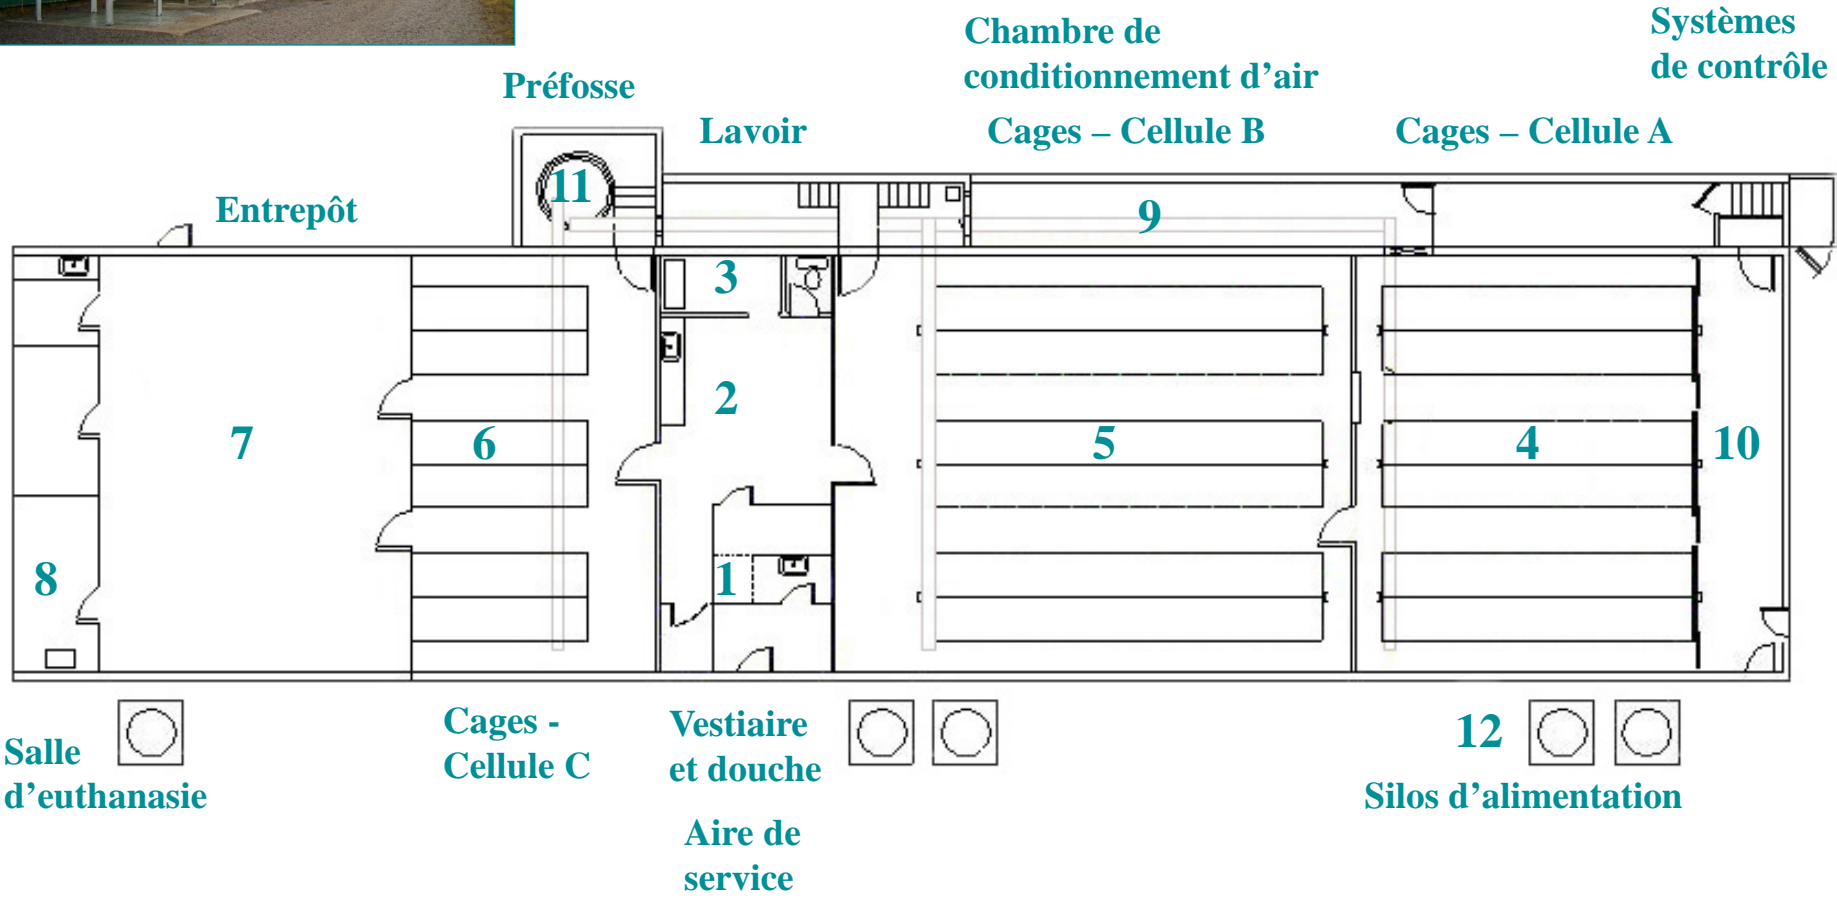 Chambre de
conditionnement d’air
Systèmes
de contrôle
Préfosse
Lavoir
Cages – Cellule B
Cages – Cellule A
Entrepôt
11
9
3
2
7
6
5
4
10
8
1
Salle
d’euthanasie
Cages -
Cellule C
Vestiaire
et douche
Aire de
service
12
Silos d’alimentation